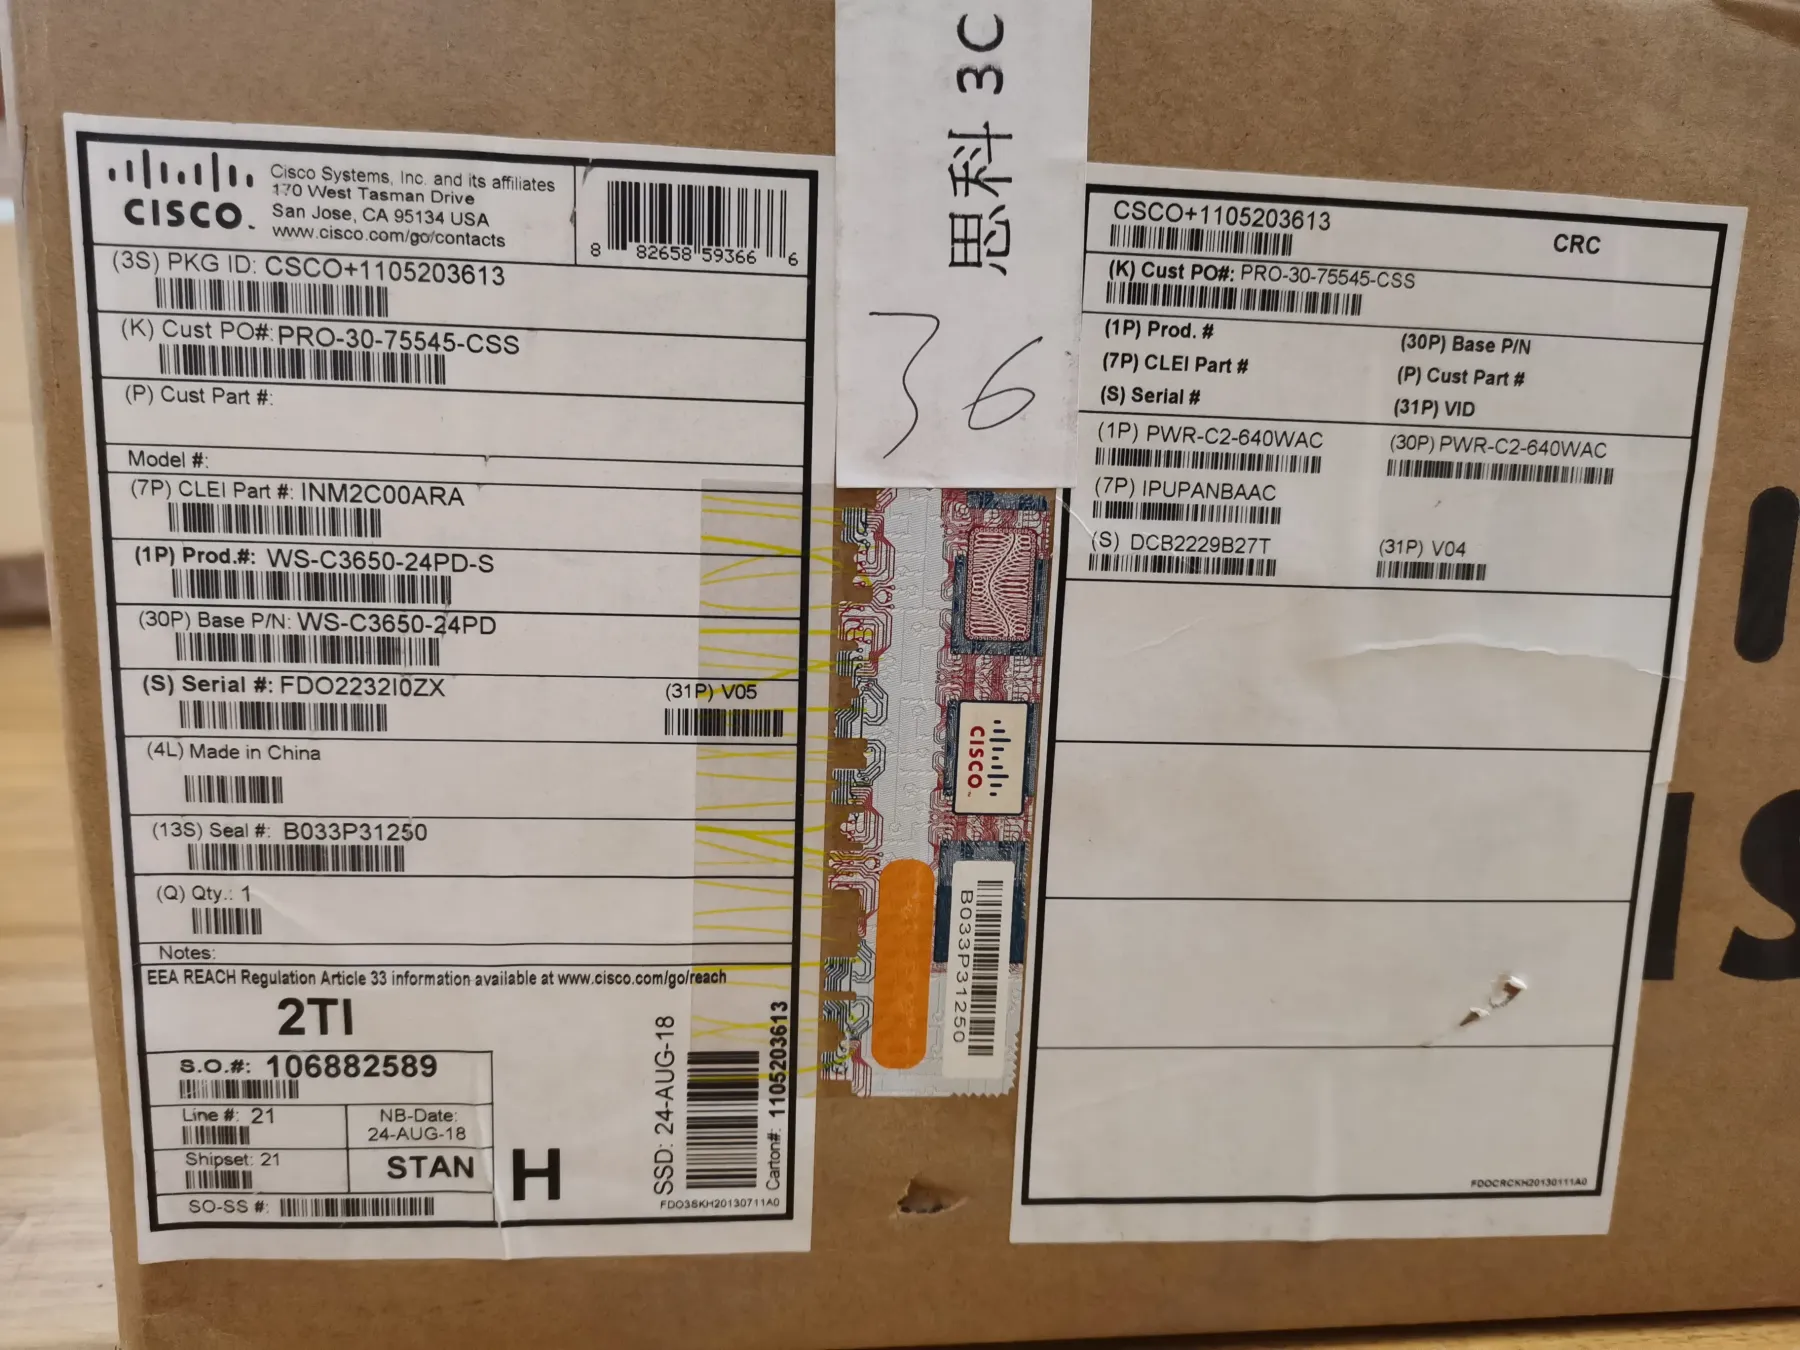 CISCO
Cisco Systems, Inc. and its affiliates
170 West Tasman Drive
San Jose, CA 95134 USA
www.cisco.com/go/contacts
8 82658 59366 6
(3S) PKG ID: CSCO+1105203613
(K) Cust PO#: PRO-30-75545-CSS
(P) Cust Part #:
Model #:
(7P) CLEI Part #: INM2C00ARA
(1P) Prod.#: WS-C3650-24PD-S
(30P) Base P/N: WS-C3650-24PD
(S) Serial #: FDO2232I0ZX
(31P) V05
(4L) Made in China
(13S) Seal #: B033P31250
(Q) Qty.: 1
Notes:
EEA REACH Regulation Article 33 information available at www.cisco.com/go/reach
2TI
S.O.#: 106882589
Line #: 21
NB-Date:
24-AUG-18
Shipset: 21
STAN
SO-SS #:
H
SSD: 24-AUG-18
Carton#: 1105203613
FDO3SKH20130711A0
思科 3C
36
CISCO
B033P31250
CSCO+1105203613
CRC
(K) Cust PO#: PRO-30-75545-CSS
(1P) Prod. #
(30P) Base P/N
(7P) CLEI Part #
(P) Cust Part #
(S) Serial #
(31P) VID
(1P) PWR-C2-640WAC
(30P) PWR-C2-640WAC
(7P) IPUPANBAAC
(S) DCB2229B27T
(31P) V04
FDOCRCKH20130111A0
IS